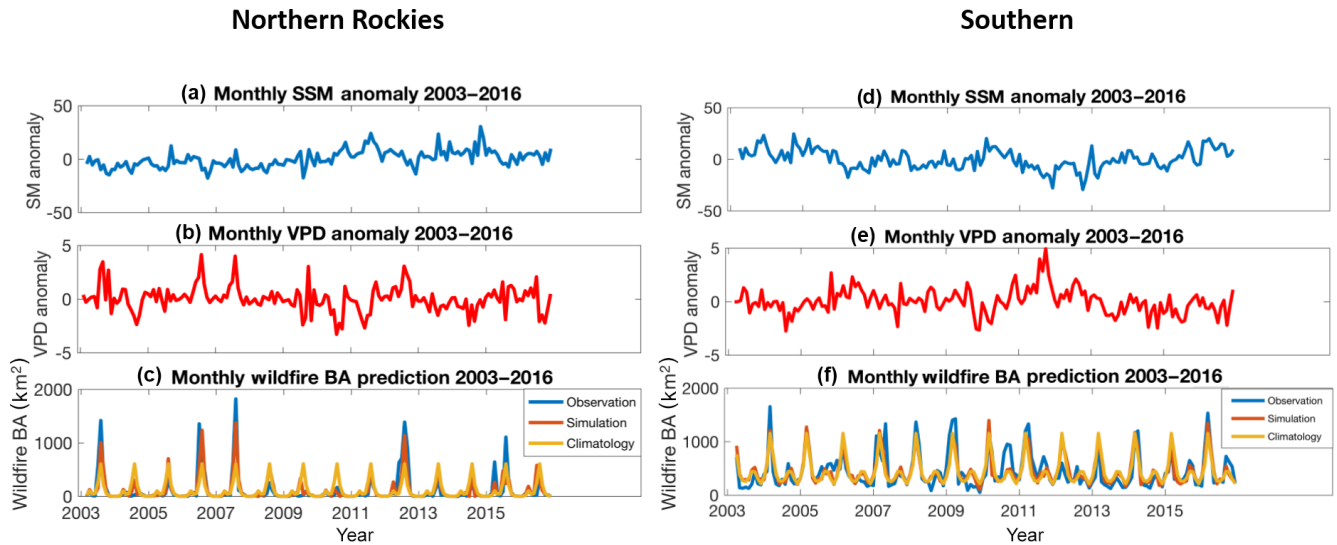 Northern Rockies
(a) Monthly SSM anomaly 2003–2016
50
0
-50
SM anomaly
(b) Monthly VPD anomaly 2003–2016
5
0
-5
VPD anomaly
(c) Monthly wildfire BA prediction 2003–2016
2000
1000
0
Wildfire BA (km²)
Observation
Simulation
Climatology
2003 2005 2007 2009 2011 2013 2015
Year
Southern
(d) Monthly SSM anomaly 2003–2016
50
0
-50
SM anomaly
(e) Monthly VPD anomaly 2003–2016
5
0
-5
VPD anomaly
(f) Monthly wildfire BA prediction 2003–2016
2000
1000
0
Wildfire BA (km²)
Observation
Simulation
Climatology
2003 2005 2007 2009 2011 2013 2015
Year